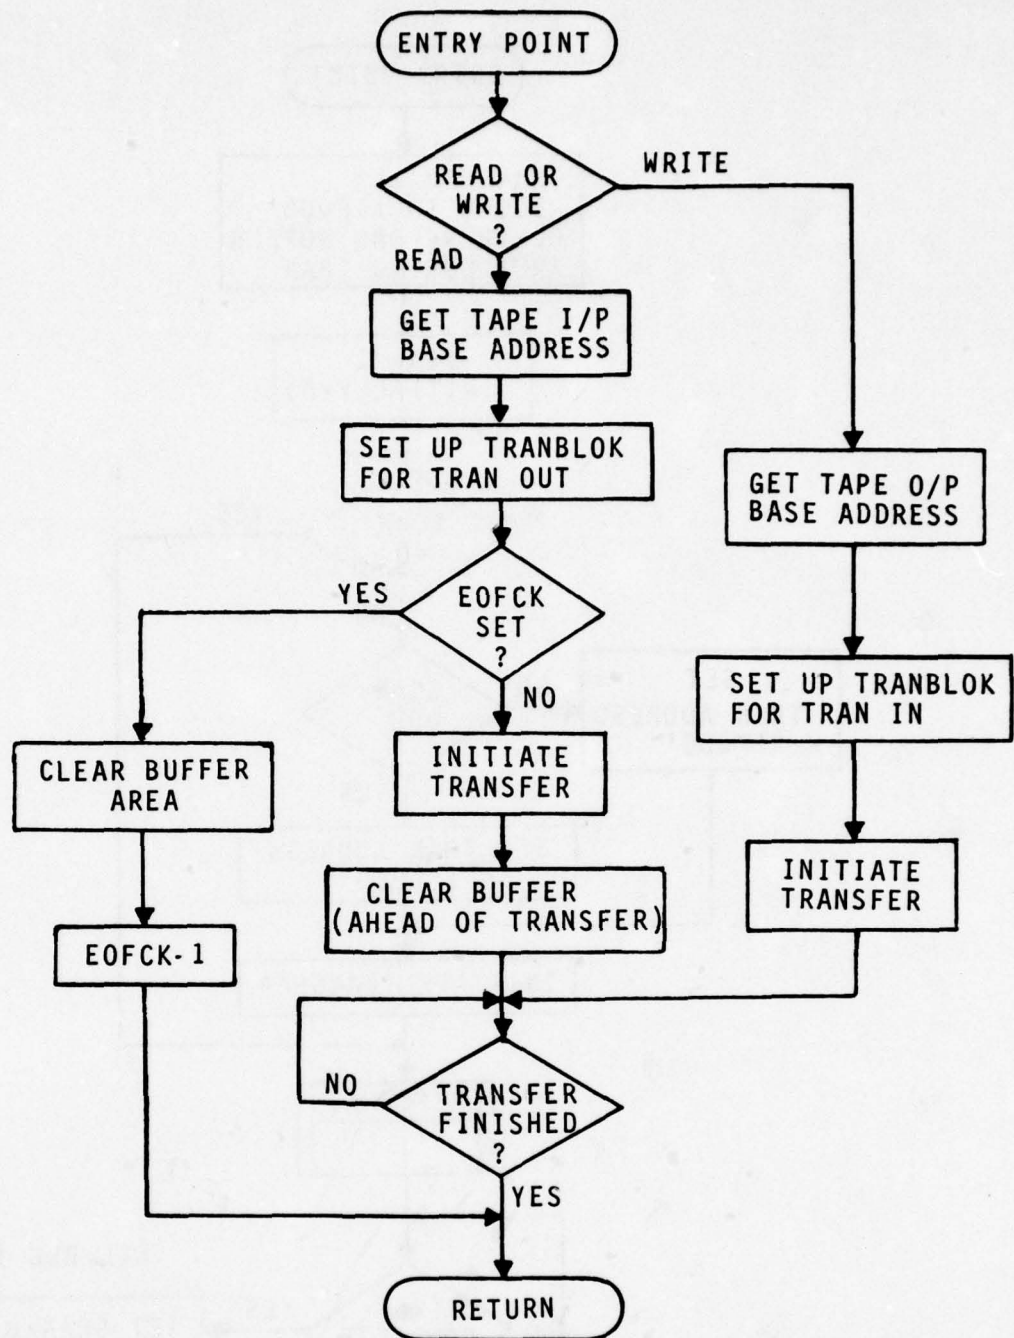 ENTRY POINT
READ OR
WRITE
?
WRITE
READ
GET TAPE I/P
BASE ADDRESS
SET UP TRANBLOK
FOR TRAN OUT
GET TAPE O/P
BASE ADDRESS
YES
EOFCK
SET
?
NO
SET UP TRANBLOK
FOR TRAN IN
CLEAR BUFFER
AREA
INITIATE
TRANSFER
INITIATE
TRANSFER
CLEAR BUFFER
(AHEAD OF TRANSFER)
EOFCK-1
NO
TRANSFER
FINISHED
?
YES
RETURN